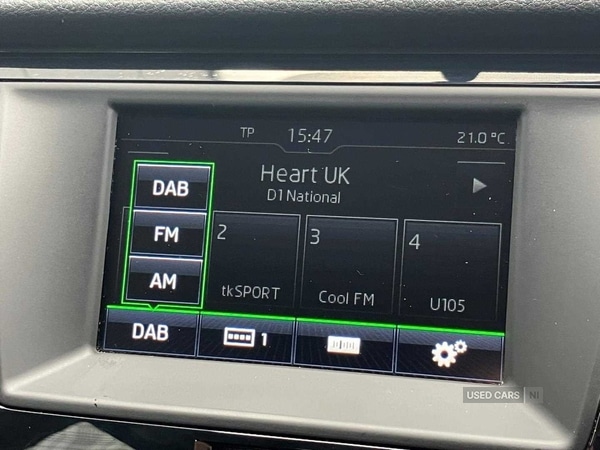 TP 15:47 21.0 °C
Heart UK
D1 National
DAB
FM
AM
2
3
4
tkSPORT
Cool FM
U105
DAB
1
USED CARS NI